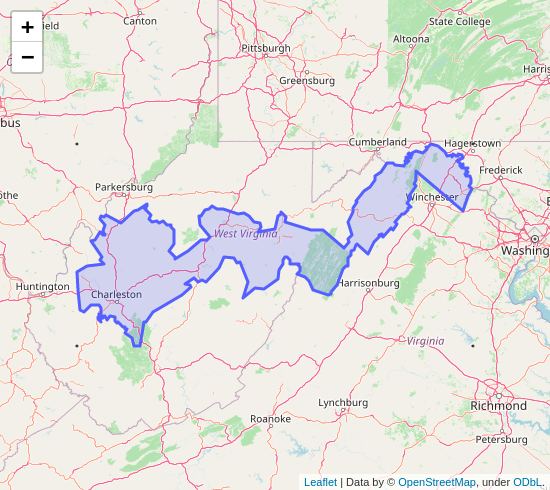 +
−
Canton
State College
Altoona
Pittsburgh
Greensburg
Harris
bus
Cumberland
Hagerstown
Frederick
Parkersburg
Winchester
West Virginia
Washing
Huntington
Charleston
Harrisonburg
Virginia
Lynchburg
Richmond
Roanoke
Petersburg
Leaflet | Data by © OpenStreetMap, under ODbL.